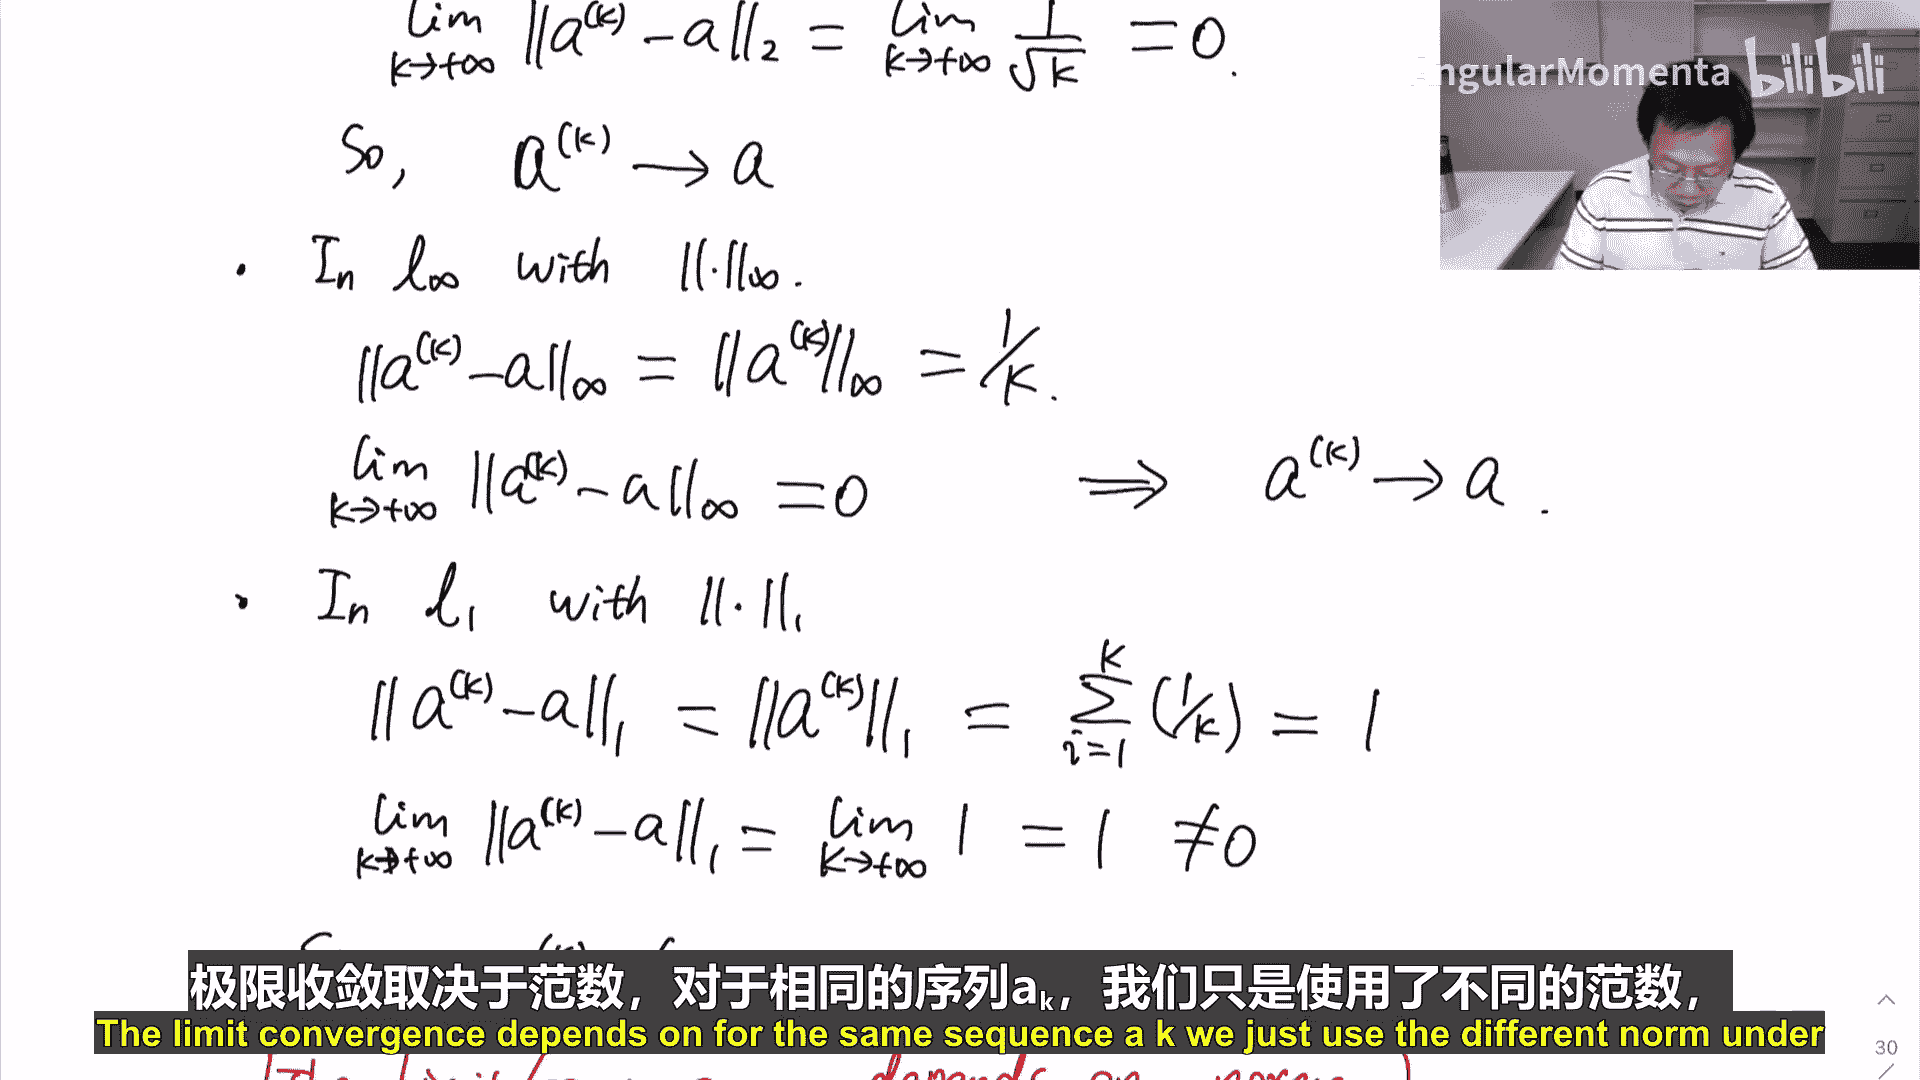 lim k→+∞ ||a^(k) - a||₂ = lim k→+∞ 1/√k = 0.
AngularMomenta bilibili
So, a^(k) → a
· In l∞ with ||·||∞.
||a^(k) - a||∞ = ||a^(k)||∞ = 1/k.
lim k→+∞ ||a^(k) - a||∞ = 0 ⟹ a^(k) → a.
· In l₁ with ||·||₁
||a^(k) - a||₁ = ||a^(k)||₁ = Σ_{i=1}^{k} (1/k) = 1
lim k→+∞ ||a^(k) - a||₁ = lim k→+∞ 1 = 1 ≠ 0
极限收敛取决于范数，对于相同的序列aₖ，我们只是使用了不同的范数，
The limit convergence depends on for the same sequence a k we just use the different norm under
30